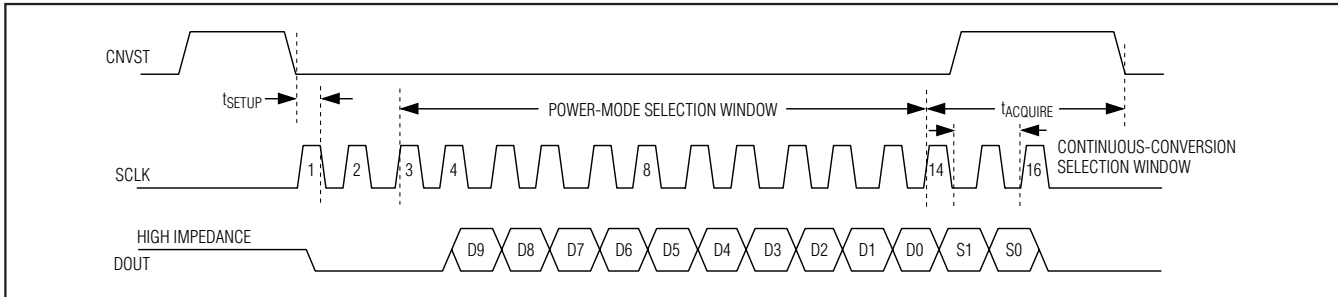 CNVST
tSETUP
POWER-MODE SELECTION WINDOW
tACQUIRE
CONTINUOUS-CONVERSION
SELECTION WINDOW
SCLK
1 2 3 4 8 14 16
HIGH IMPEDANCE
DOUT
D9 D8 D7 D6 D5 D4 D3 D2 D1 D0 S1 S0